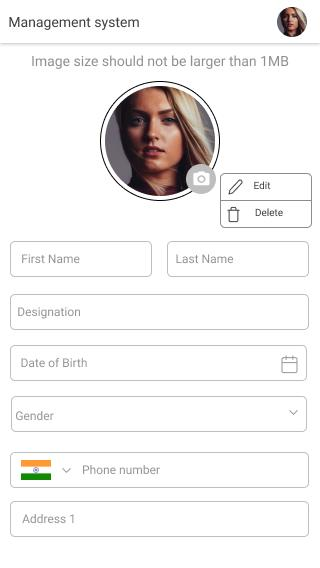 Management system
Image size should not be larger than 1MB
Edit
Delete
First Name
Last Name
Designation
Date of Birth
Gender
Phone number
Address 1